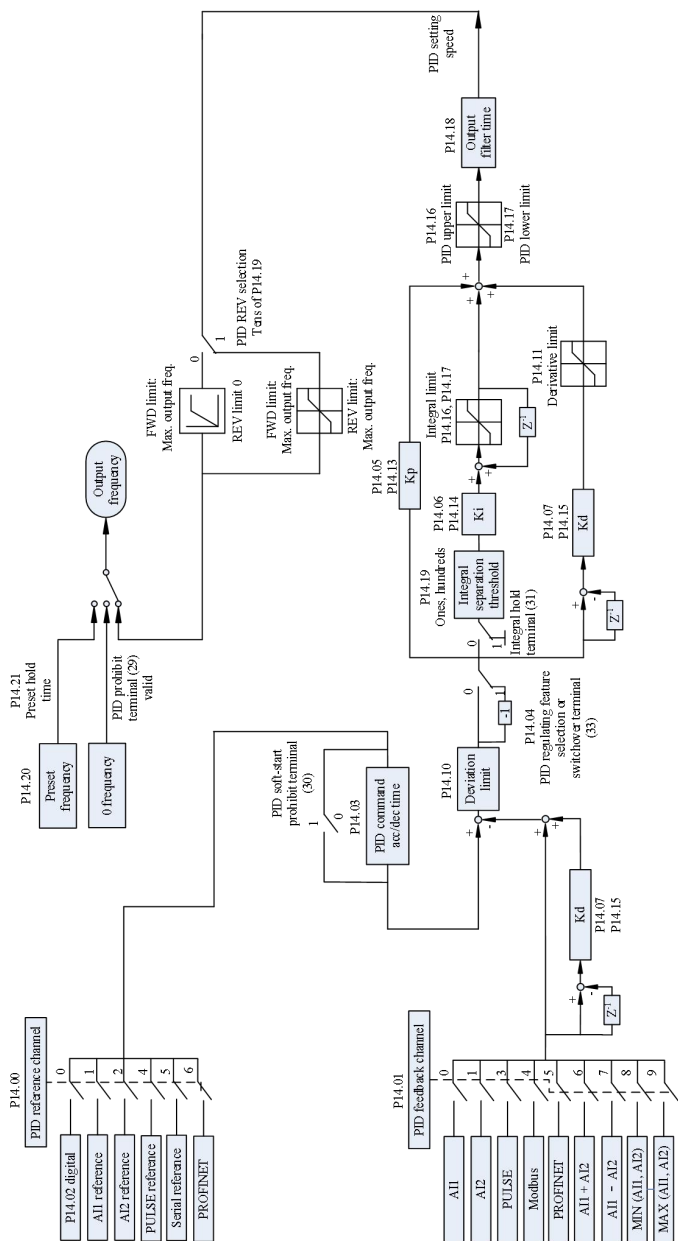 P14.00
PID reference channel
P14.02 digital
AI1 reference
AI2 reference
PULSE reference
Serial reference
PROFINET
0
1
2
4
5
6
P14.01
PID feedback channel
AI1
AI2
PULSE
Modbus
PROFINET
AI1 + AI2
AI1 - AI2
MIN (AI1, AI2)
MAX (AI1, AI2)
0
1
3
4
5
6
7
8
9
Z-1
+
-
Kd
P14.07
P14.15
+
+
PID soft-start
prohibit terminal
(30)
1
0
P14.03
PID command
acc/dec time
+
-
P14.10
Deviation
limit
0
1
-1
P14.04
PID regulating feature
selection or
switchover terminal
(33)
0
1
Integral hold
terminal (31)
P14.19
Ones, hundreds
Integral
separation
threshold
P14.06
P14.14
Ki
+
+
Integral limit
P14.16, P14.17
Z-1
P14.05
P14.13
Kp
Z-1
+
-
P14.07
P14.15
Kd
P14.11
Derivative limit
+
+
+
P14.16
PID upper limit
P14.17
PID lower limit
P14.18
Output
filter time
PID setting
speed
P14.20
Preset
frequency
0 frequency
P14.21
Preset hold
time
PID prohibit
terminal (29)
valid
Output
frequency
FWD limit:
Max. output freq.
REV limit 0
FWD limit:
Max. output freq.
REV limit:
Max. output freq.
0
1
PID REV selection
Tens of P14.19